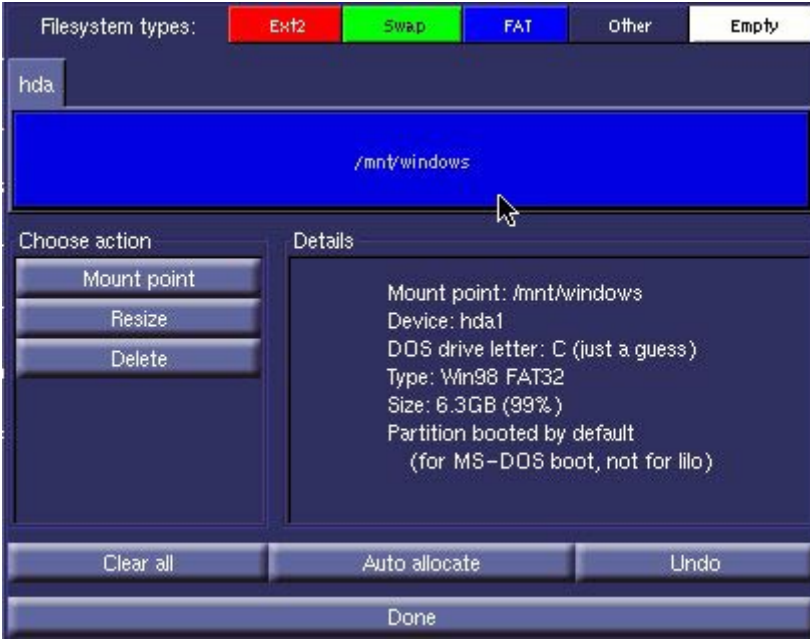 Filesystem types: Ext2 Swap FAT Other Empty
hda
/mnt/windows
Choose action
Mount point
Resize
Delete
Details
Mount point: /mnt/windows
Device: hda1
DOS drive letter: C (just a guess)
Type: Win98 FAT32
Size: 6.3GB (99%)
Partition booted by default
(for MS-DOS boot, not for lilo)
Clear all Auto allocate Undo
Done